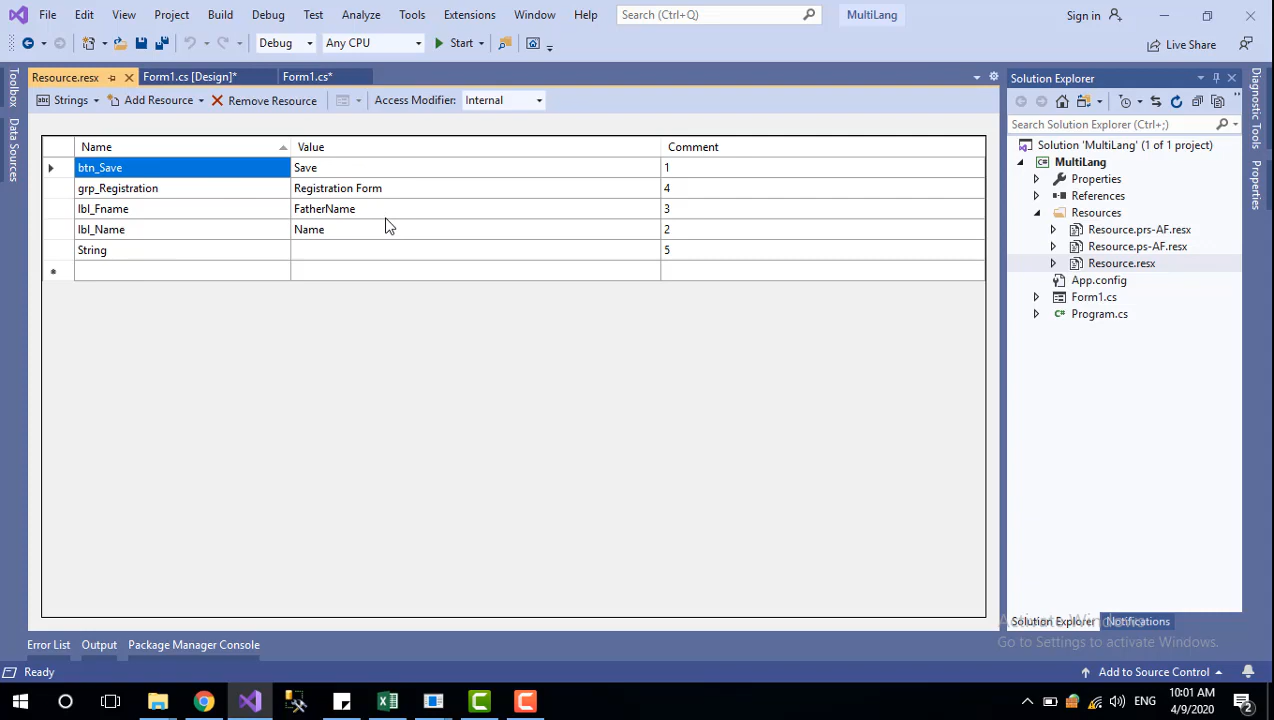 File Edit View Project Build Debug Test Analyze Tools Extensions Window Help Search (Ctrl+Q) MultiLang Sign in
Debug Any CPU Start Live Share
Resource.resx Form1.cs [Design]* Form1.cs*
Strings Add Resource Remove Resource Access Modifier: Internal
Name Value Comment
btn_Save Save 1
grp_Registration Registration Form 4
lbl_Fname FatherName 3
lbl_Name Name 2
String 5
Toolbox
Data Sources
Solution Explorer
Search Solution Explorer (Ctrl+;)
Solution 'MultiLang' (1 of 1 project)
MultiLang
Properties
References
Resources
Resource.prs-AF.resx
Resource.ps-AF.resx
Resource.resx
App.config
Form1.cs
Program.cs
Diagnostic Tools
Properties
Activate Windows
Go to Settings to activate Windows.
Solution Explorer Notifications
Error List Output Package Manager Console
Ready Add to Source Control
ENG 10:01 AM
4/9/2020
2